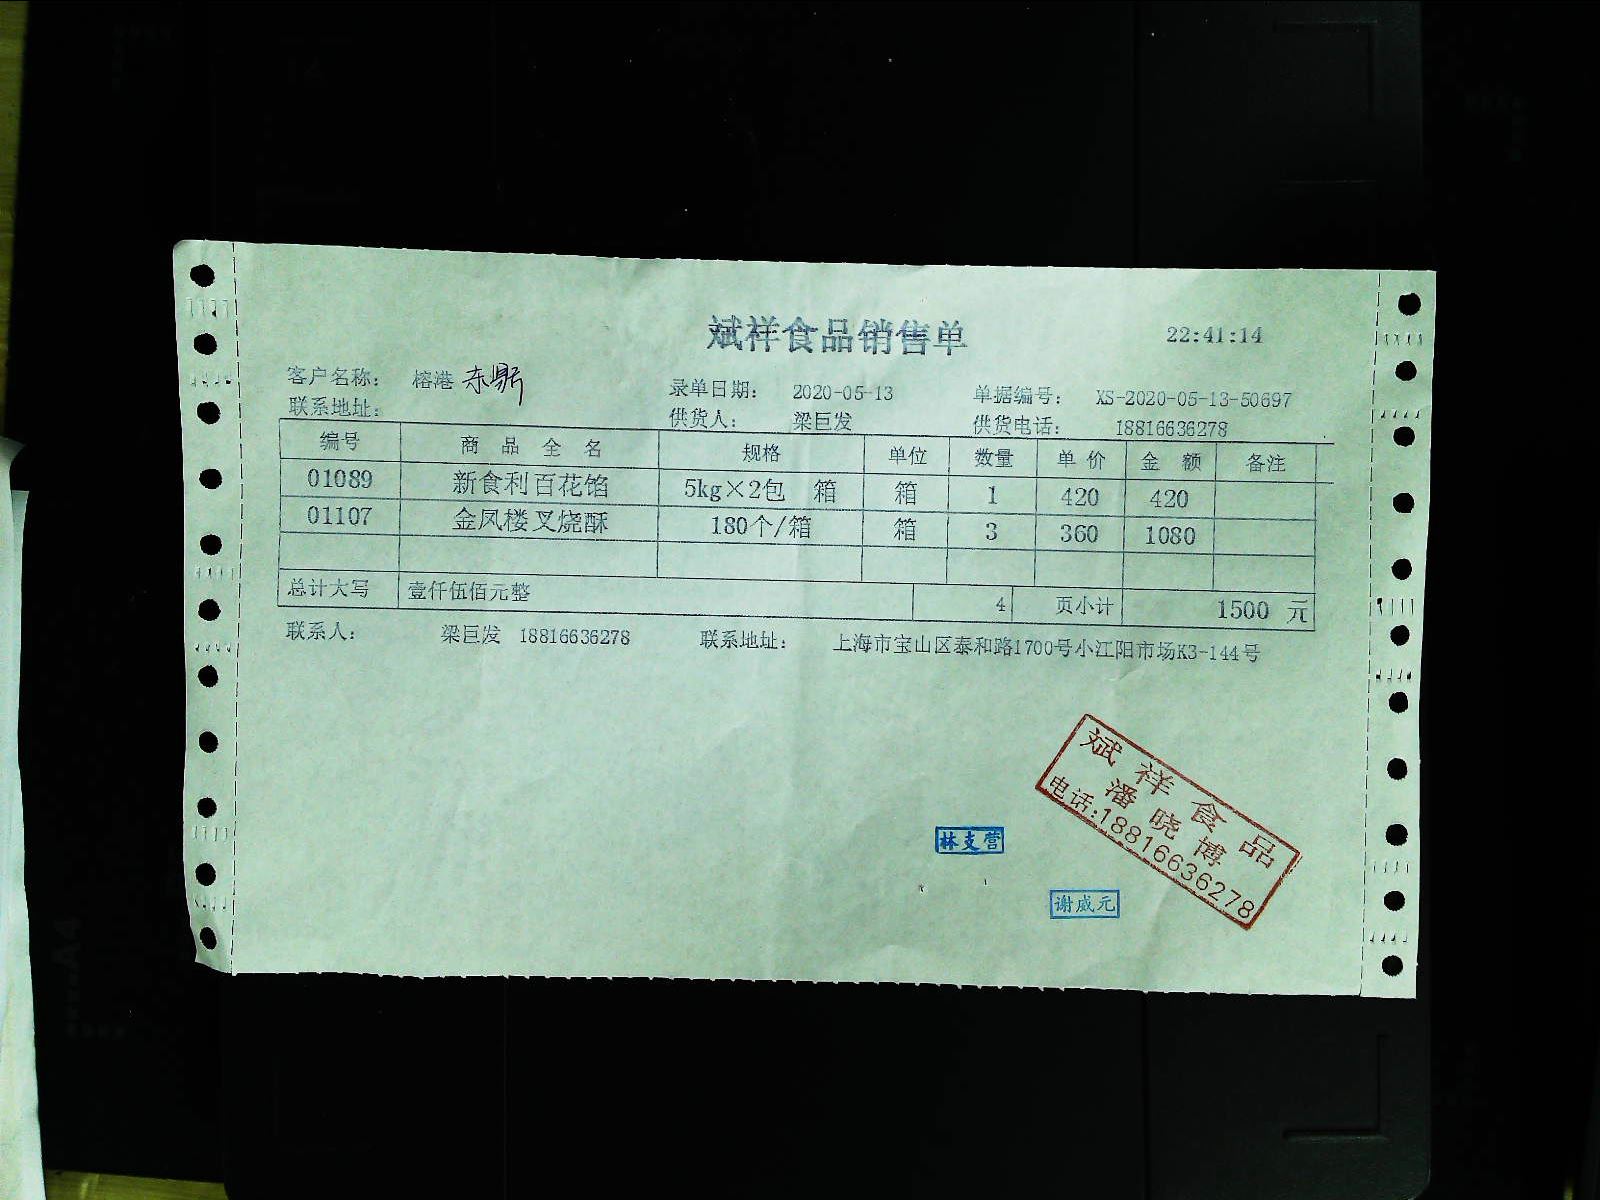 斌祥食品销售单 22:41:14
客户名称： 榕港 东鼎 录单日期： 2020-05-13 单据编号： XS-2020-05-13-50697
联系地址： 供货人： 梁巨发 供货电话： 18816636278
编号 商 品 全 名 规格 单位 数量 单 价 金 额 备注
01089 新食利百花馅 5kg×2包 箱 箱 1 420 420
01107 金凤楼叉烧酥 180个/箱 箱 3 360 1080
总计大写 壹仟伍佰元整 4 页小计 1500 元
联系人： 梁巨发 18816636278 联系地址： 上海市宝山区泰和路1700号小江阳市场K3-144号
斌祥食品
潘晓博
电话:18816636278
林支营
谢威元
A4